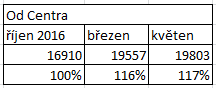 Od Centra
říjen 2016 březen květen
16910 19557 19803
100% 116% 117%